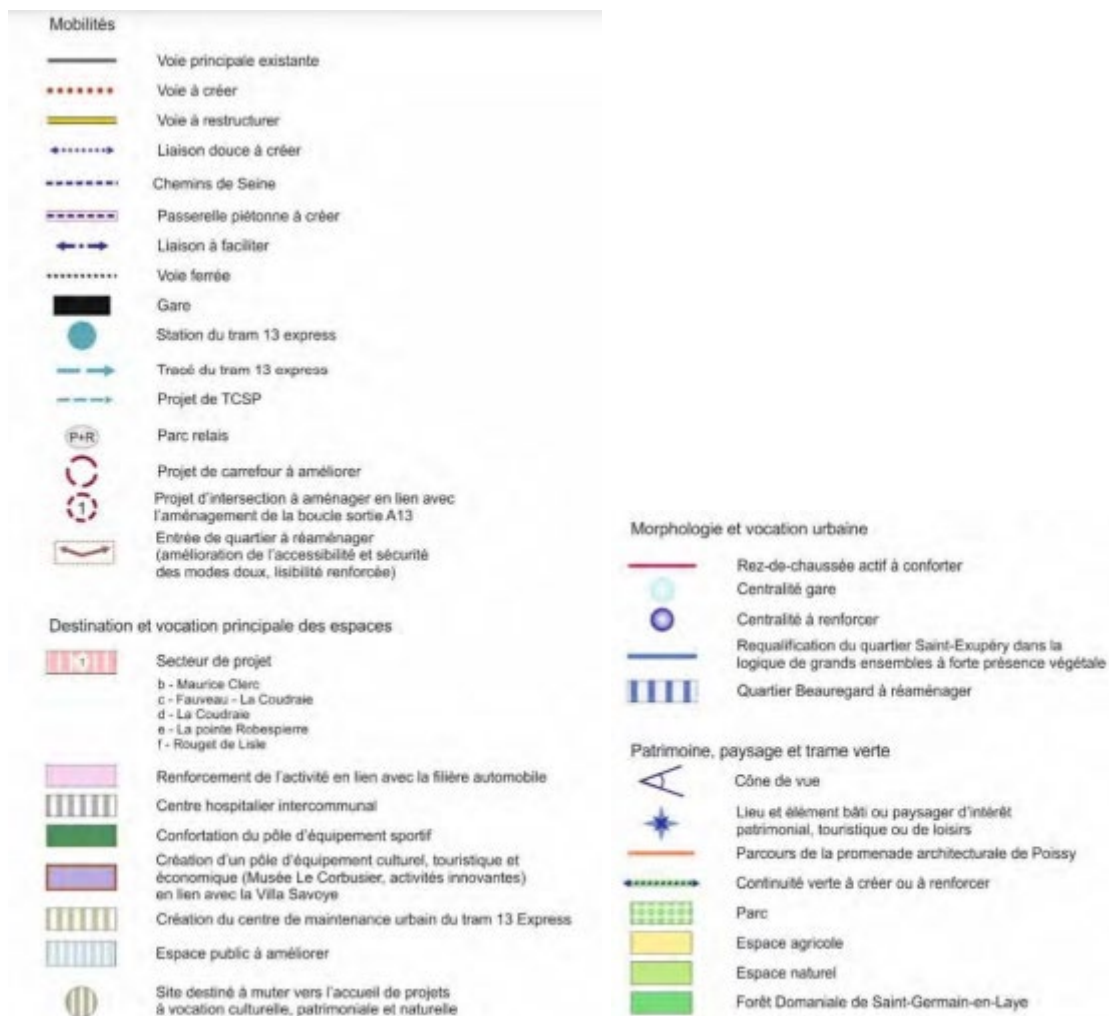 Mobilités
Voie principale existante
Voie à créer
Voie à restructurer
Liaison douce à créer
Chemins de Seine
Passerelle piétonne à créer
Liaison à faciliter
Voie ferrée
Gare
Station du tram 13 express
Tracé du tram 13 express
Projet de TCSP
P+R
Parc relais
Projet de carrefour à améliorer
1
Projet d'intersection à aménager en lien avec
l'aménagement de la boucle sortie A13
Entrée de quartier à réaménager
(amélioration de l'accessibilité et sécurité
des modes doux, lisibilité renforcée)
Destination et vocation principale des espaces
1
Secteur de projet
b - Maurice Clerc
c - Fauveau - La Coudraie
d - La Coudraie
e - La pointe Robespierre
f - Rouget de Lisle
Renforcement de l'activité en lien avec la filière automobile
Centre hospitalier intercommunal
Confortation du pôle d'équipement sportif
Création d'un pôle d'équipement culturel, touristique et
économique (Musée Le Corbusier, activités innovantes)
en lien avec la Villa Savoye
Création du centre de maintenance urbain du tram 13 Express
Espace public à améliorer
Site destiné à muter vers l'accueil de projets
à vocation culturelle, patrimoniale et naturelle
Morphologie et vocation urbaine
Rez-de-chaussée actif à conforter
Centralité gare
Centralité à renforcer
Requalification du quartier Saint-Exupéry dans la
logique de grands ensembles à forte présence végétale
Quartier Beauregard à réaménager
Patrimoine, paysage et trame verte
Cône de vue
Lieu et élément bâti ou paysager d'intérêt
patrimonial, touristique ou de loisirs
Parcours de la promenade architecturale de Poissy
Continuité verte à créer ou à renforcer
Parc
Espace agricole
Espace naturel
Forêt Domaniale de Saint-Germain-en-Laye